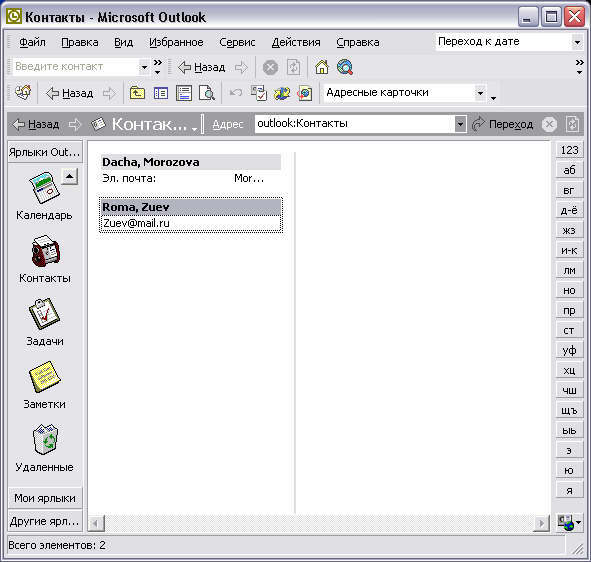 Контакты - Microsoft Outlook
Файл Правка Вид Избранное Сервис Действия Справка Переход к дате
Введите контакт Назад
Назад Адресные карточки
Назад Контак... Адрес outlook:Контакты Переход
Ярлыки Out...
Календарь
Контакты
Задачи
Заметки
Удаленные
Мои ярлыки
Другие ярл...
Dacha, Morozova
Эл. почта: Mor...
Roma, Zuev
Zuev@mail.ru
123
аб
вг
д-ё
жз
и-к
лм
но
пр
ст
уф
хц
чш
щъ
ыь
э
ю
я
Всего элементов: 2